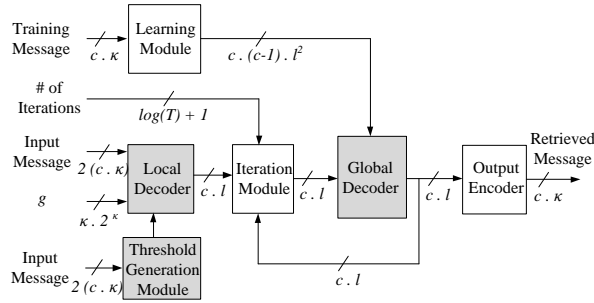 Training
Message
c . κ
Learning
Module
c . (c-1) . l²
# of
Iterations
log(T) + 1
Input
Message
2 (c . κ)
g
κ . 2^κ
Local
Decoder
c . l
Iteration
Module
c . l
Global
Decoder
c . l
Output
Encoder
Retrieved
Message
c . κ
Input
Message
2 (c . κ)
Threshold
Generation
Module
c . l